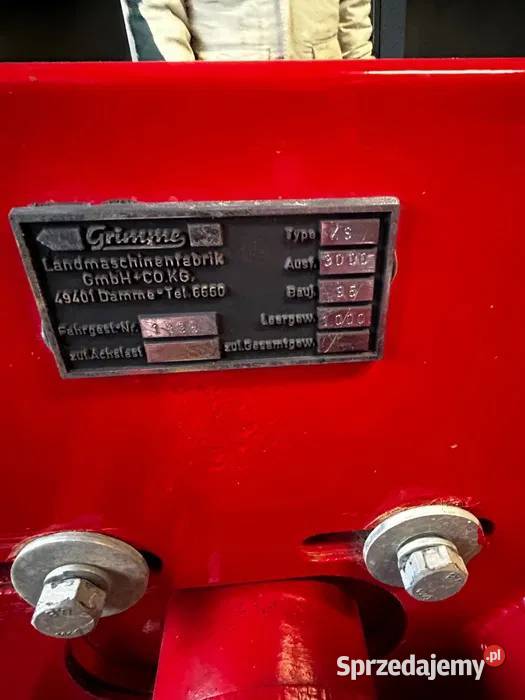 Grimme
Landmaschinenfabrik
GmbH+CO.KG.
49401 Damme•Tel.6660
Fahrgest-Nr.
zul.Achslast
Type KS
Ausf. 3000
Bauj. 95
Leergew. 1000
zul.Gesamtgew.
Sprzedajemy.pl